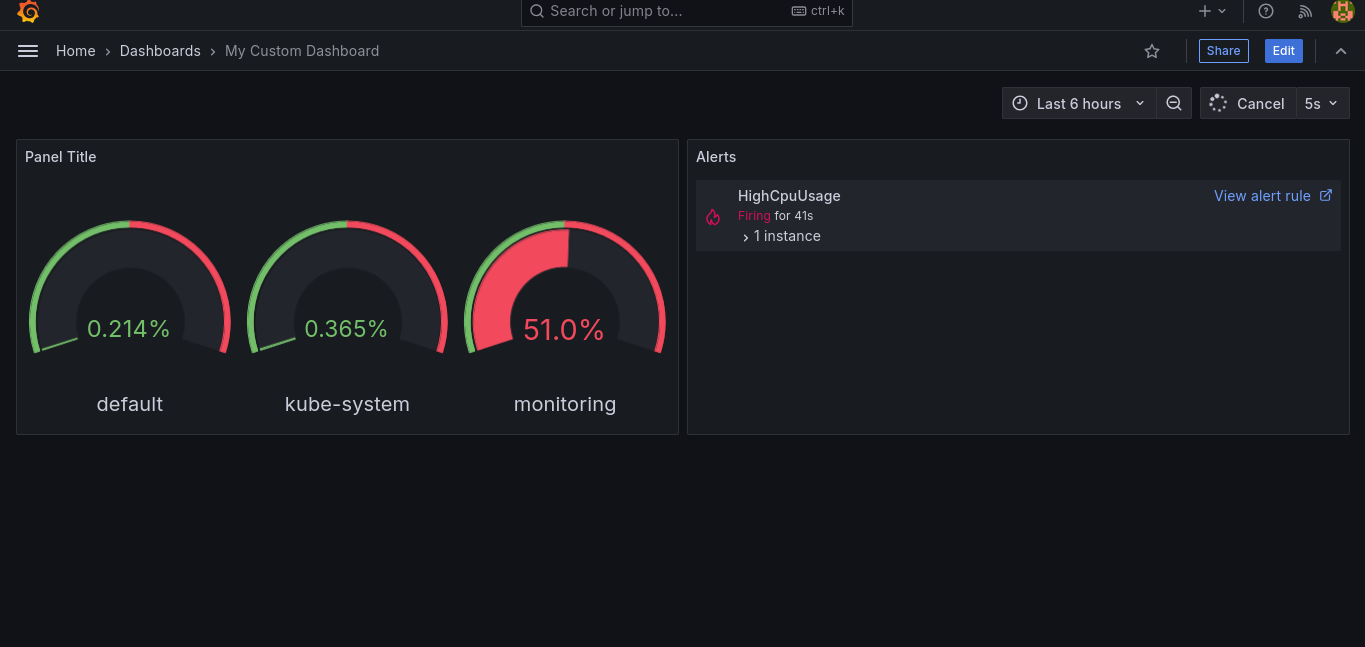 Search or jump to... ctrl+k
Home › Dashboards › My Custom Dashboard
Share
Edit
Last 6 hours
Cancel
5s
Panel Title
0.214%
0.365%
51.0%
default
kube-system
monitoring
Alerts
HighCpuUsage
View alert rule
Firing for 41s
1 instance